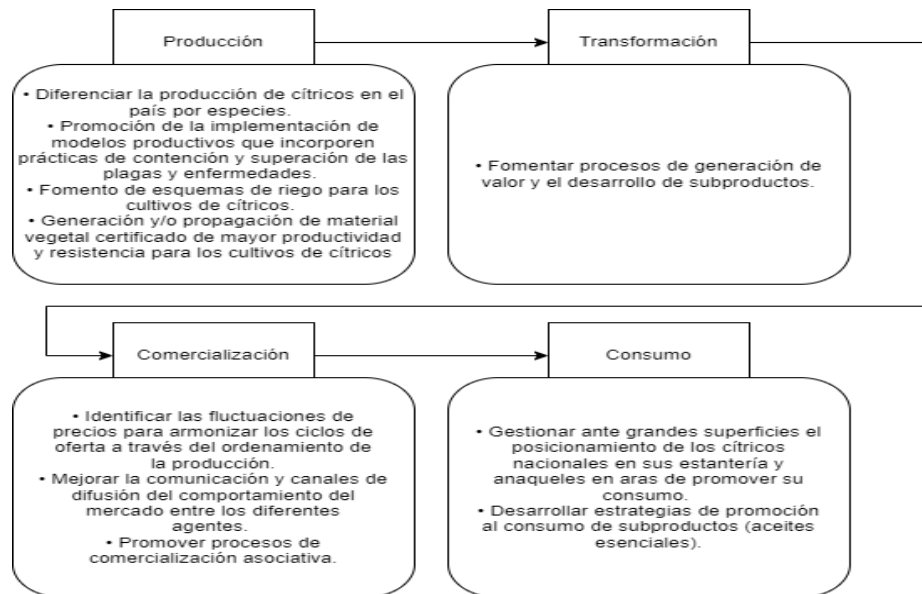 Producción
• Diferenciar la producción de cítricos en el
país por especies.
• Promoción de la implementación de
modelos productivos que incorporen
prácticas de contención y superación de las
plagas y enfermedades.
• Fomento de esquemas de riego para los
cultivos de cítricos.
• Generación y/o propagación de material
vegetal certificado de mayor productividad
y resistencia para los cultivos de cítricos
Transformación
• Fomentar procesos de generación de
valor y el desarrollo de subproductos.
Comercialización
• Identificar las fluctuaciones de
precios para armonizar los ciclos de
oferta a través del ordenamiento de
la producción.
• Mejorar la comunicación y canales de
difusión del comportamiento del
mercado entre los diferentes
agentes.
• Promover procesos de
comercialización asociativa.
Consumo
• Gestionar ante grandes superficies el
posicionamiento de los cítricos
nacionales en sus estantería y
anaqueles en aras de promover su
consumo.
• Desarrollar estrategias de promoción
al consumo de subproductos (aceites
esenciales).